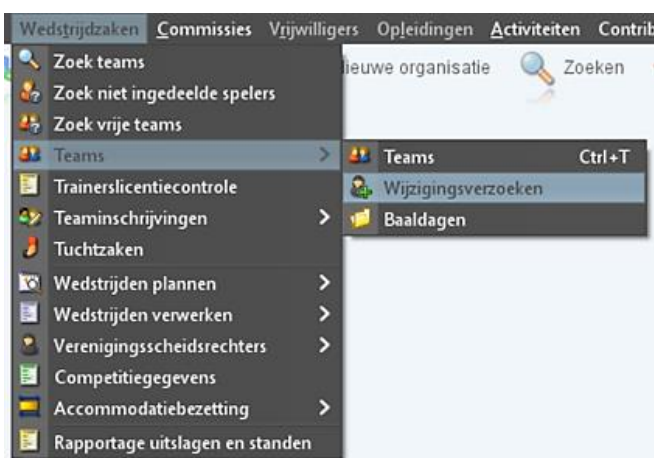 Wedstrijdzaken Commissies Vrijwilligers Opleidingen Activiteiten Contrib
ieuwe organisatie Zoeken
Zoek teams
Zoek niet ingedeelde spelers
Zoek vrije teams
Teams
Trainerslicentiecontrole
Teaminschrijvingen
Tuchtzaken
Wedstrijden plannen
Wedstrijden verwerken
Verenigingsscheidsrechters
Competitiegegevens
Accommodatiebezetting
Rapportage uitslagen en standen
Teams Ctrl+T
Wijzigingsverzoeken
Baaldagen